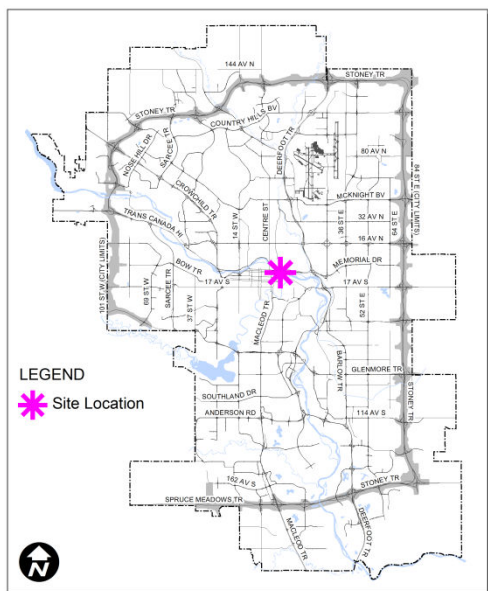 144 AV N
STONEY TR
STONEY TR
COUNTRY HILLS BV
NOSE HILL DR
SARCEE TR
DEERFOOT TR
80 AV N
CROWCHILD TR
MCKNIGHT BV
84 ST E (CITY LIMITS)
14 ST W
CENTRE ST
36 ST E
32 AV N
64 ST E
TRANS CANADA HI
16 AV N
101 ST W (CITY LIMITS)
BOW TR
MEMORIAL DR
69 ST W
SARCEE TR
37 ST W
17 AV S
17 AV S
52 ST E
MACLEOD TR
BARLOW TR
GLENMORE TR
LEGEND
Site Location
SOUTHLAND DR
STONEY TR
ANDERSON RD
114 AV S
162 AV S
STONEY TR
SPRUCE MEADOWS TR
MACLEOD TR
DEERFOOT TR
N